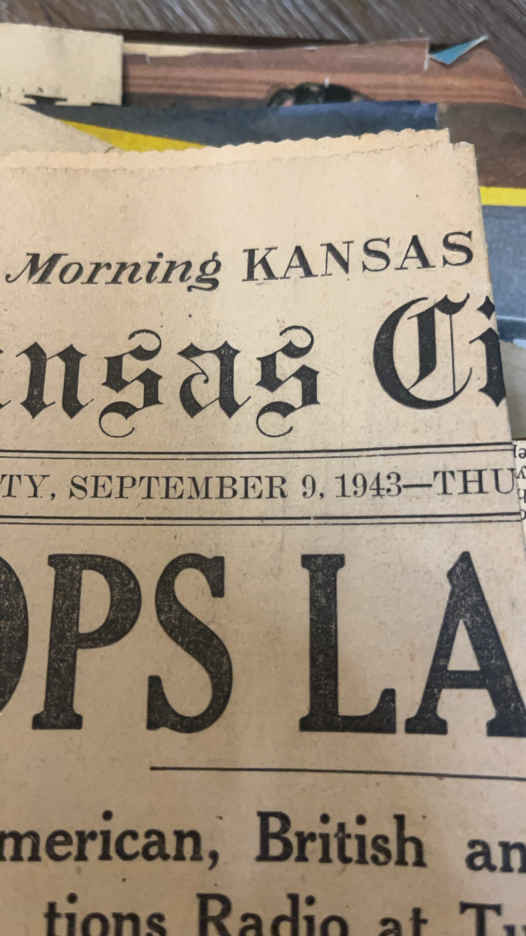 Morning KANSAS
nsas Ci
TY, SEPTEMBER 9, 1943—THU
OPS LA
merican, British an
tions Radio at Tu